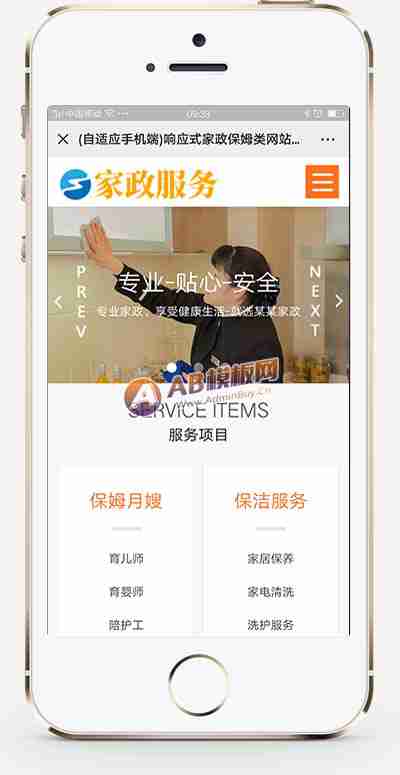 中国移动
09:38
(自适应手机端)响应式家政保姆类网站...
家政服务
PREV
NEXT
专业-贴心-安全
专业家政、享受健康生活-就选某某家政
AB模板网
www.AdminBuy.Cn
SERVICE ITEMS
服务项目
保姆月嫂
保洁服务
育儿师
家居保养
育婴师
家电清洗
陪护工
洗护服务